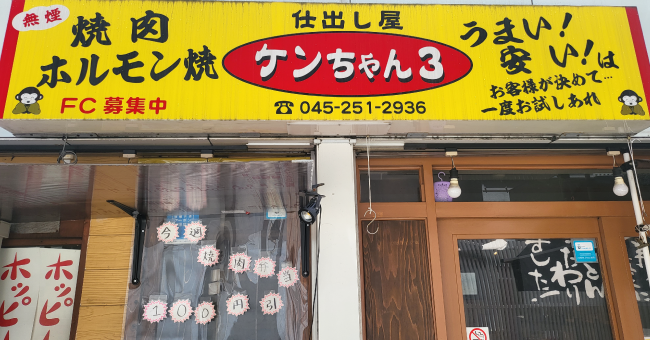 無煙
焼肉
ホルモン焼
FC募集中
仕出し屋
ケンちゃん3
☎045-251-2936
うまい!
安い!は
お客様が決めて…
一度お試しあれ
今週
焼肉
100円引
ホッピー
ホッピー